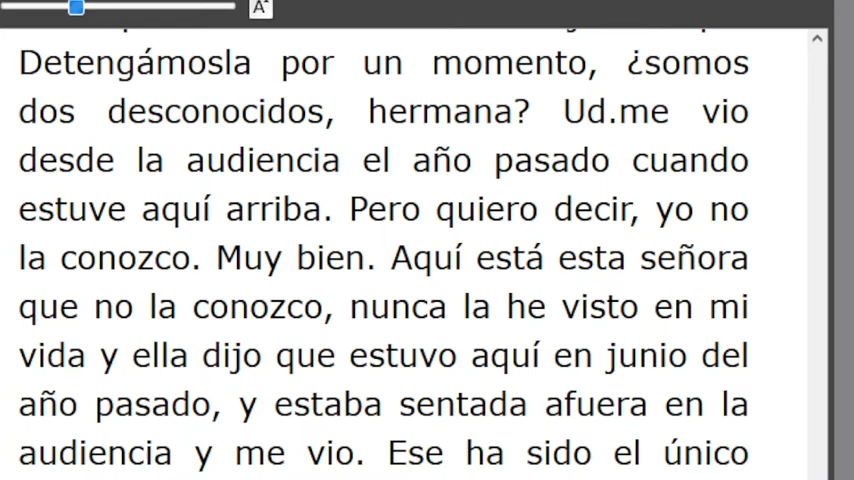 A
Detengámosla por un momento, ¿somos
dos desconocidos, hermana? Ud.me vio
desde la audiencia el año pasado cuando
estuve aquí arriba. Pero quiero decir, yo no
la conozco. Muy bien. Aquí está esta señora
que no la conozco, nunca la he visto en mi
vida y ella dijo que estuvo aquí en junio del
año pasado, y estaba sentada afuera en la
audiencia y me vio. Ese ha sido el único